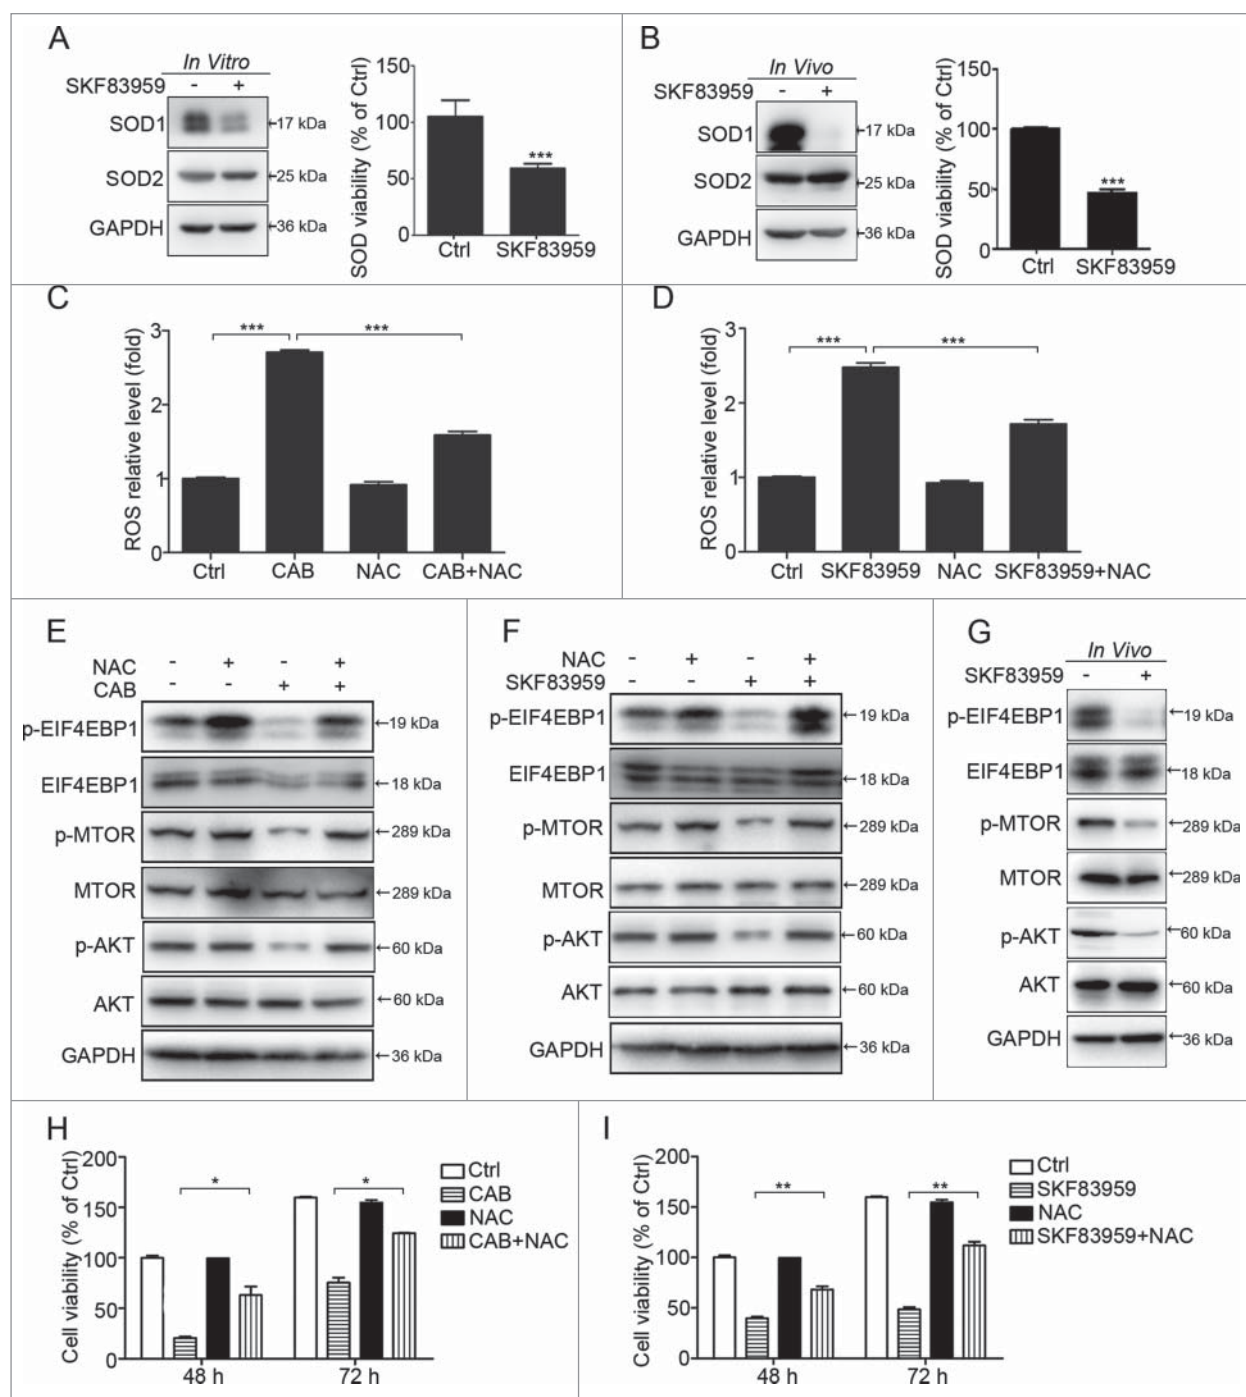 A
In Vitro
SKF83959 - +
SOD1 ←17 kDa
SOD2 ←25 kDa
GAPDH ←36 kDa
SOD viability (% of Ctrl)
150
100
50
0
***
Ctrl SKF83959
B
In Vivo
SKF83959 - +
SOD1 ←17 kDa
SOD2 ←25 kDa
GAPDH ←36 kDa
SOD viability (% of Ctrl)
150
100
50
0
***
Ctrl SKF83959
C
ROS relative level (fold)
3
2
1
0
*** ***
Ctrl CAB NAC CAB+NAC
D
ROS relative level (fold)
3
2
1
0
*** ***
Ctrl SKF83959 NAC SKF83959+NAC
E
NAC - + - +
CAB - - + +
p-EIF4EBP1 ←19 kDa
EIF4EBP1 ←18 kDa
p-MTOR ←289 kDa
MTOR ←289 kDa
p-AKT ←60 kDa
AKT ←60 kDa
GAPDH ←36 kDa
F
NAC - + - +
SKF83959 - - + +
p-EIF4EBP1 ←19 kDa
EIF4EBP1 ←18 kDa
p-MTOR ←289 kDa
MTOR ←289 kDa
p-AKT ←60 kDa
AKT ←60 kDa
GAPDH ←36 kDa
G
In Vivo
SKF83959 - +
p-EIF4EBP1 ←19 kDa
EIF4EBP1 ←18 kDa
p-MTOR ←289 kDa
MTOR ←289 kDa
p-AKT ←60 kDa
AKT ←60 kDa
GAPDH ←36 kDa
H
Cell viability (% of Ctrl)
200
150
100
50
0
* *
48 h 72 h
Ctrl
CAB
NAC
CAB+NAC
I
Cell viability (% of Ctrl)
200
150
100
50
0
** **
48 h 72 h
Ctrl
SKF83959
NAC
SKF83959+NAC